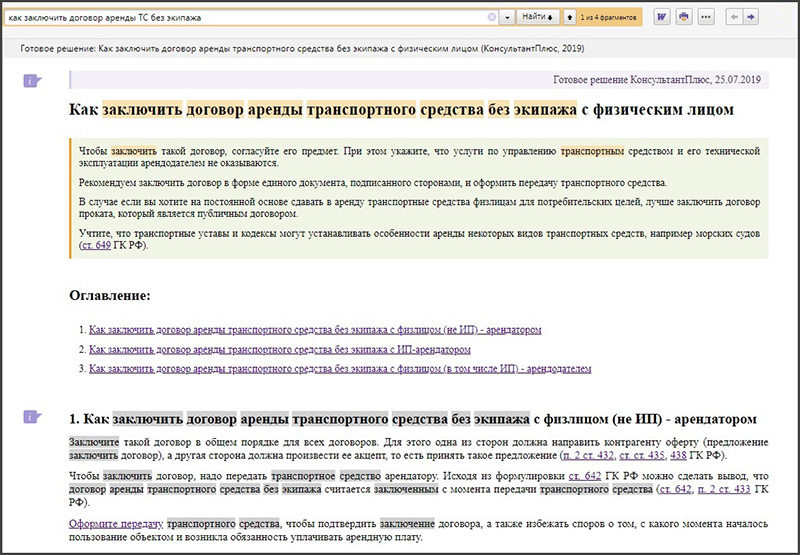 как заключить договор аренды ТС без экипажа
Найти
1 из 4 фрагментов
W
Готовое решение: Как заключить договор аренды транспортного средства без экипажа с физическим лицом (КонсультантПлюс, 2019)
i
Готовое решение КонсультантПлюс, 25.07.2019
Как заключить договор аренды транспортного средства без экипажа с физическим лицом
Чтобы заключить такой договор, согласуйте его предмет. При этом укажите, что услуги по управлению транспортным средством и его технической
эксплуатации арендодателем не оказываются.
Рекомендуем заключить договор в форме единого документа, подписанного сторонами, и оформить передачу транспортного средства.
В случае если вы хотите на постоянной основе сдавать в аренду транспортные средства физлицам для потребительских целей, лучше заключить договор
проката, который является публичным договором.
Учтите, что транспортные уставы и кодексы могут устанавливать особенности аренды некоторых видов транспортных средств, например морских судов
(ст. 649 ГК РФ).
Оглавление:
1. Как заключить договор аренды транспортного средства без экипажа с физлицом (не ИП) - арендатором
2. Как заключить договор аренды транспортного средства без экипажа с ИП-арендатором
3. Как заключить договор аренды транспортного средства без экипажа с физлицом (в том числе ИП) - арендодателем
i
1. Как заключить договор аренды транспортного средства без экипажа с физлицом (не ИП) - арендатором
Заключите такой договор в общем порядке для всех договоров. Для этого одна из сторон должна направить контрагенту оферту (предложение
заключить договор), а другая сторона должна произвести ее акцепт, то есть принять такое предложение (п. 2 ст. 432, ст. ст. 435, 438 ГК РФ).
Чтобы заключить договор, надо передать транспортное средство арендатору. Исходя из формулировки ст. 642 ГК РФ можно сделать вывод, что
договор аренды транспортного средства без экипажа считается заключенным с момента передачи транспортного средства (ст. 642, п. 2 ст. 433 ГК
РФ).
Оформите передачу транспортного средства, чтобы подтвердить заключение договора, а также избежать споров о том, с какого момента началось
пользование объектом и возникла обязанность уплачивать арендную плату.